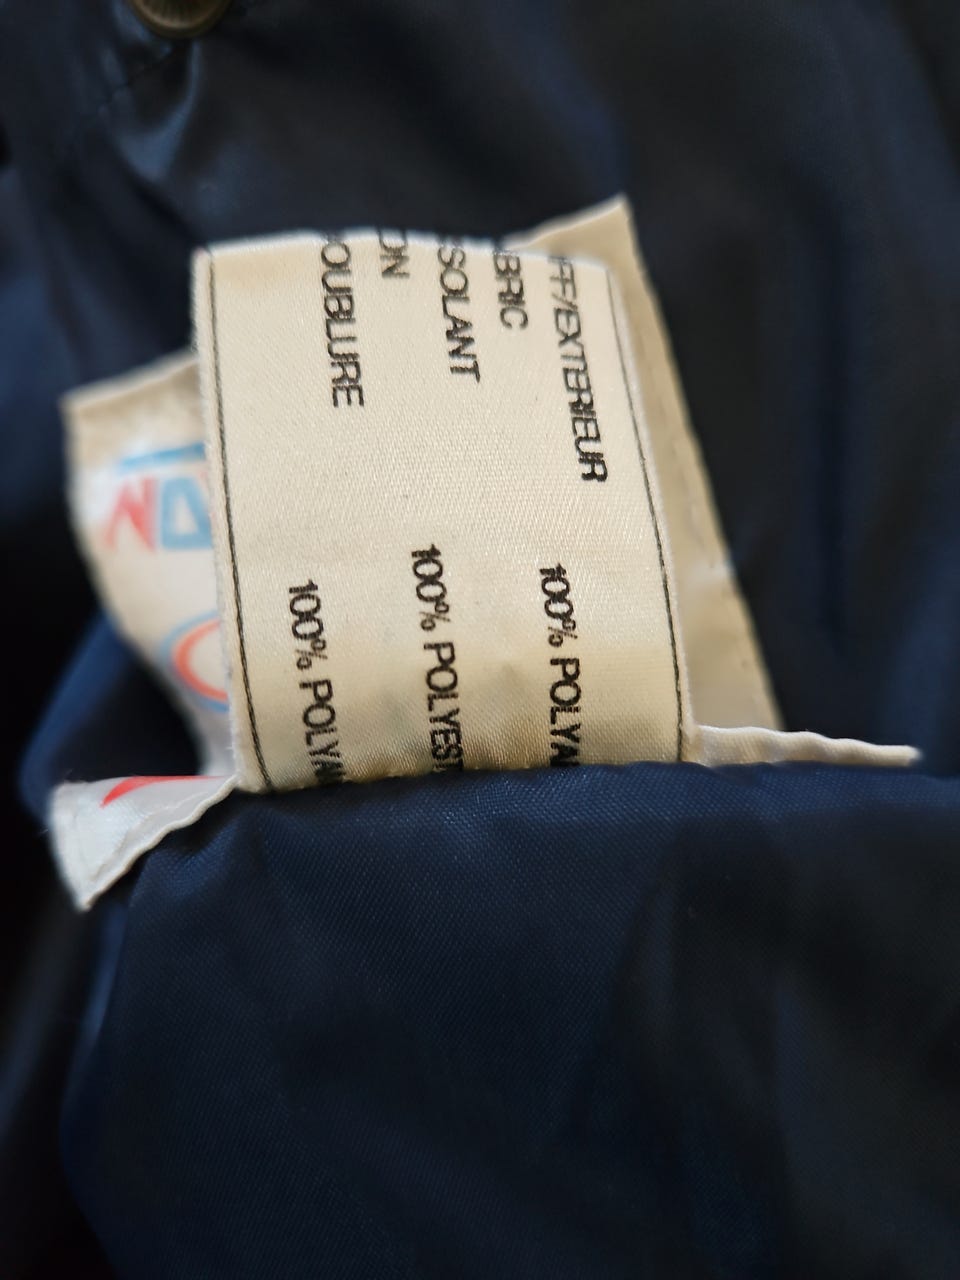 FF/EXTERIEUR 100% POLYA
BRIC
SOLANT 100% POLYEST
ON
OUBLURE 100% POLYA